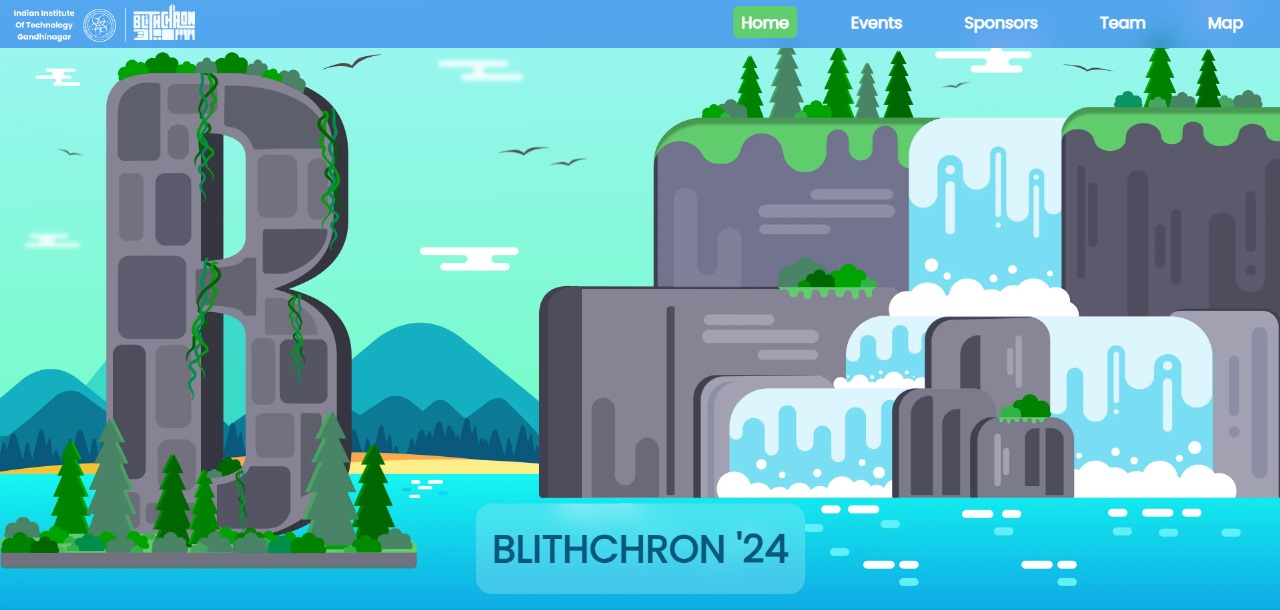 Indian Institute
Of Technology
Gandhinagar
BLITHCHRON
Home
Events
Sponsors
Team
Map
B
BLITHCHRON '24